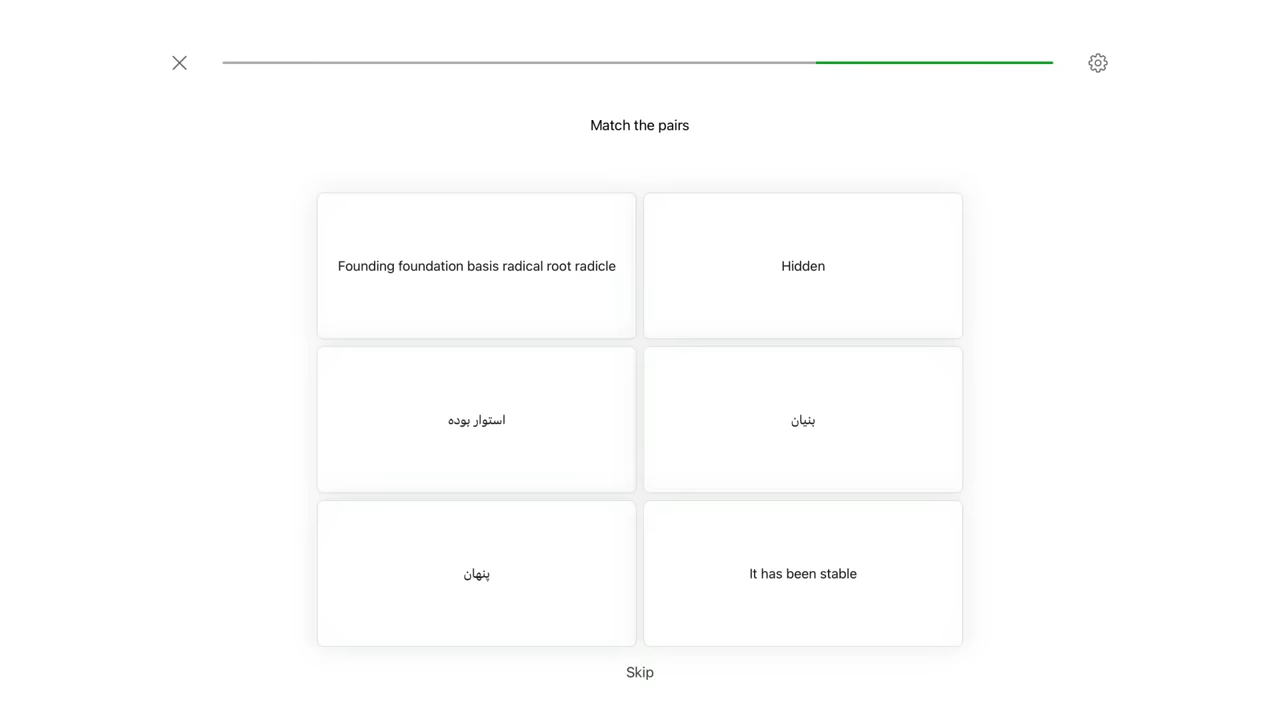 Match the pairs
Founding foundation basis radical root radicle
Hidden
استوار بوده
بنیان
پنهان
It has been stable
Skip